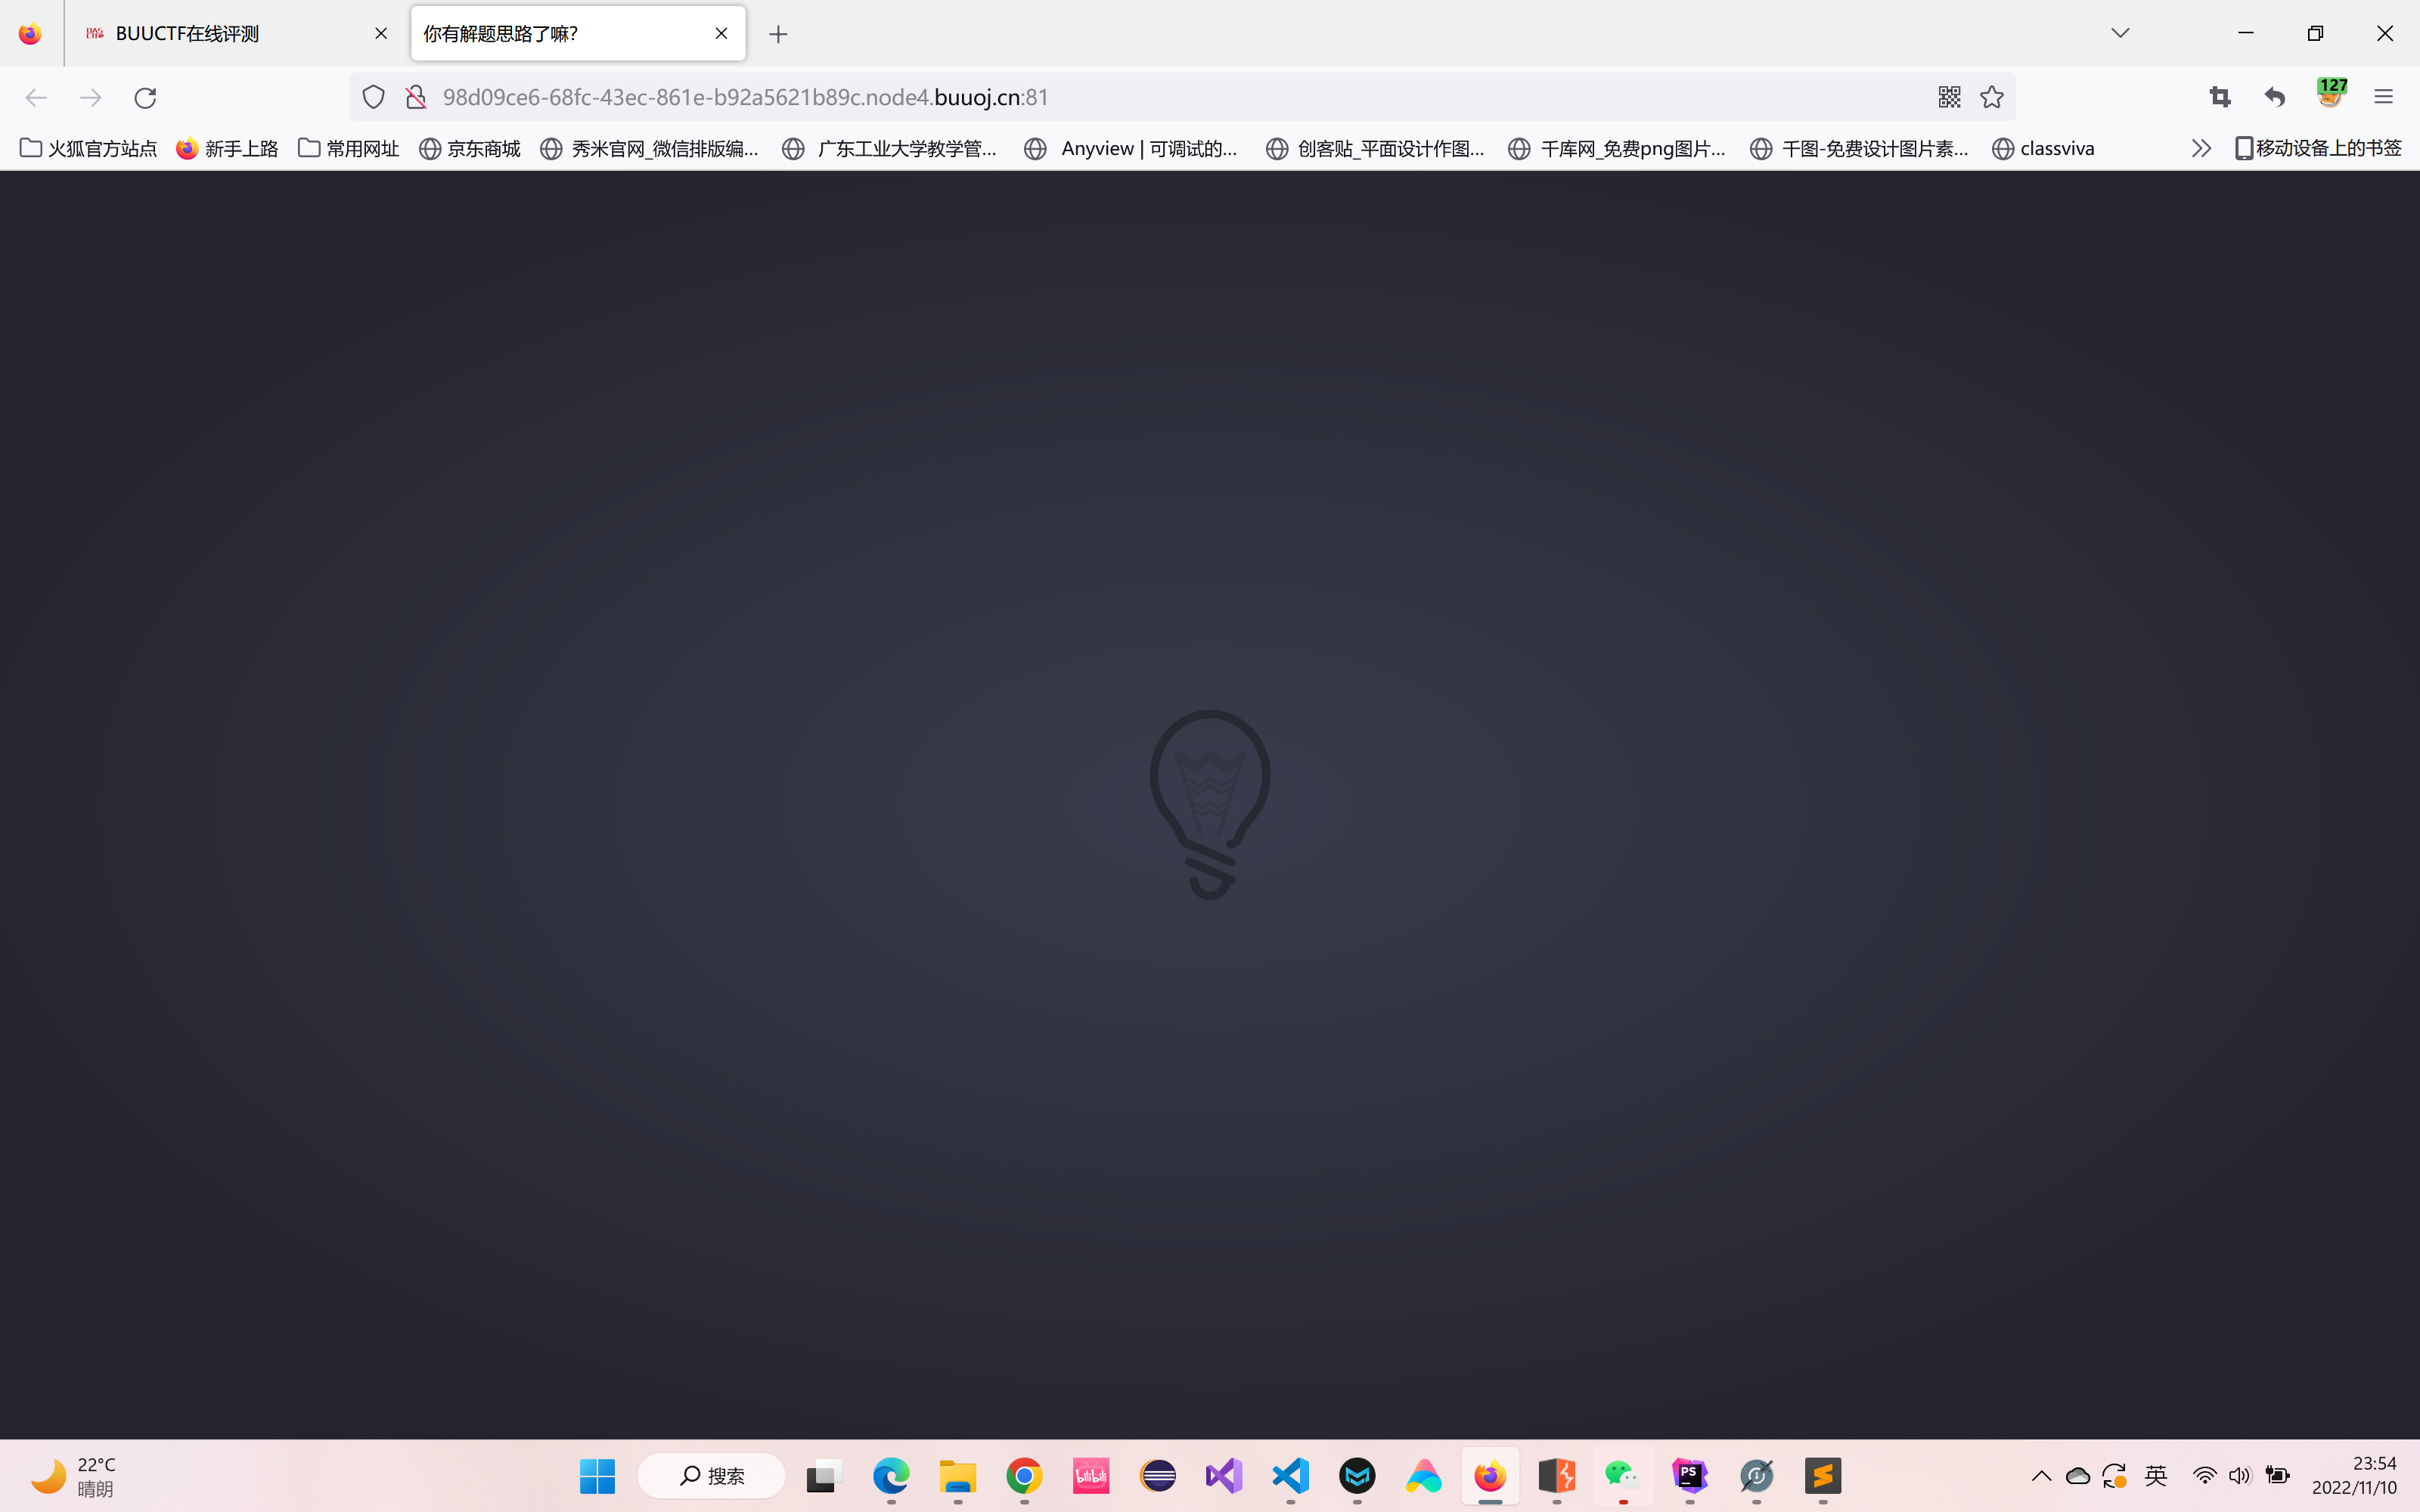 BUUCTF在线评测
你有解题思路了嘛?
98d09ce6-68fc-43ec-861e-b92a5621b89c.node4.buuoj.cn:81
127
火狐官方站点 新手上路 常用网址 京东商城 秀米官网_微信排版编... 广东工业大学教学管... Anyview | 可调试的... 创客贴_平面设计作图... 千库网_免费png图片... 千图-免费设计图片素... classviva 移动设备上的书签
22°C
晴朗
搜索
bilibili
PS
英
23:54
2022/11/10